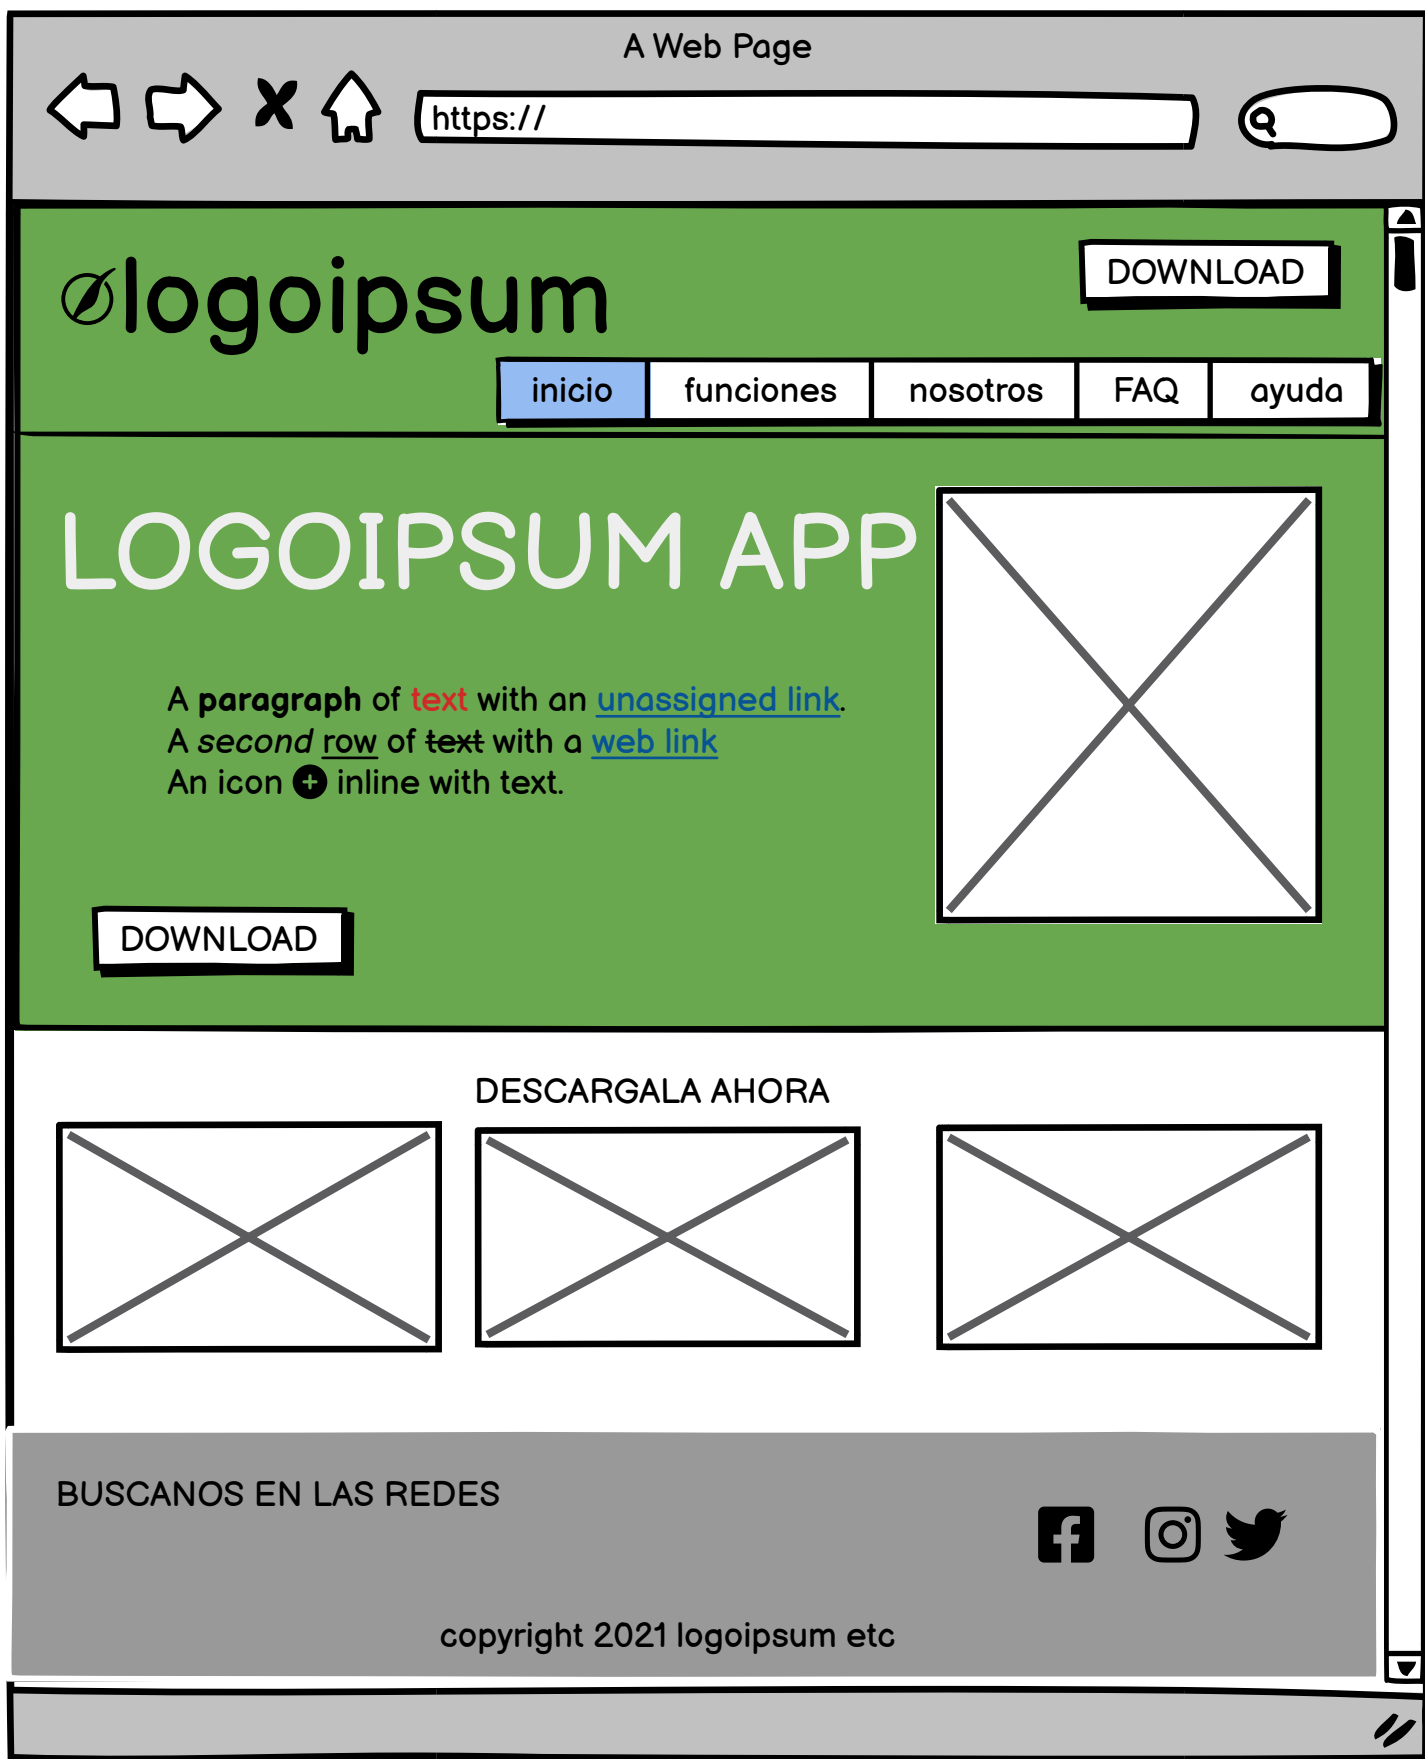 A Web Page
https://
logoipsum
DOWNLOAD
inicio funciones nosotros FAQ ayuda
LOGOIPSUM APP
A paragraph of text with an unassigned link.
A second row of text with a web link
An icon inline with text.
DOWNLOAD
DESCARGALA AHORA
BUSCANOS EN LAS REDES
copyright 2021 logoipsum etc